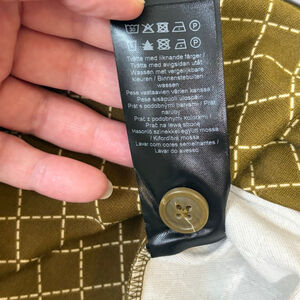 Tvätta med liknande färger /
Tvätta med avigsidan utåt
Wassen met vergelijkbare
kleuren / Binnenstebuiten
wassen
Pese vastaavien värien kanssa /
Pese sisäpuoli ulospäin
Prát s podobnými barvami / Prát
naruby
Prać z podobnymi kolorami /
Prać na lewą stronę
Hasonló színekkel együtt mossa
/ Kifordítva mossa
Lavar com cores semelhantes /
Lavar do avesso